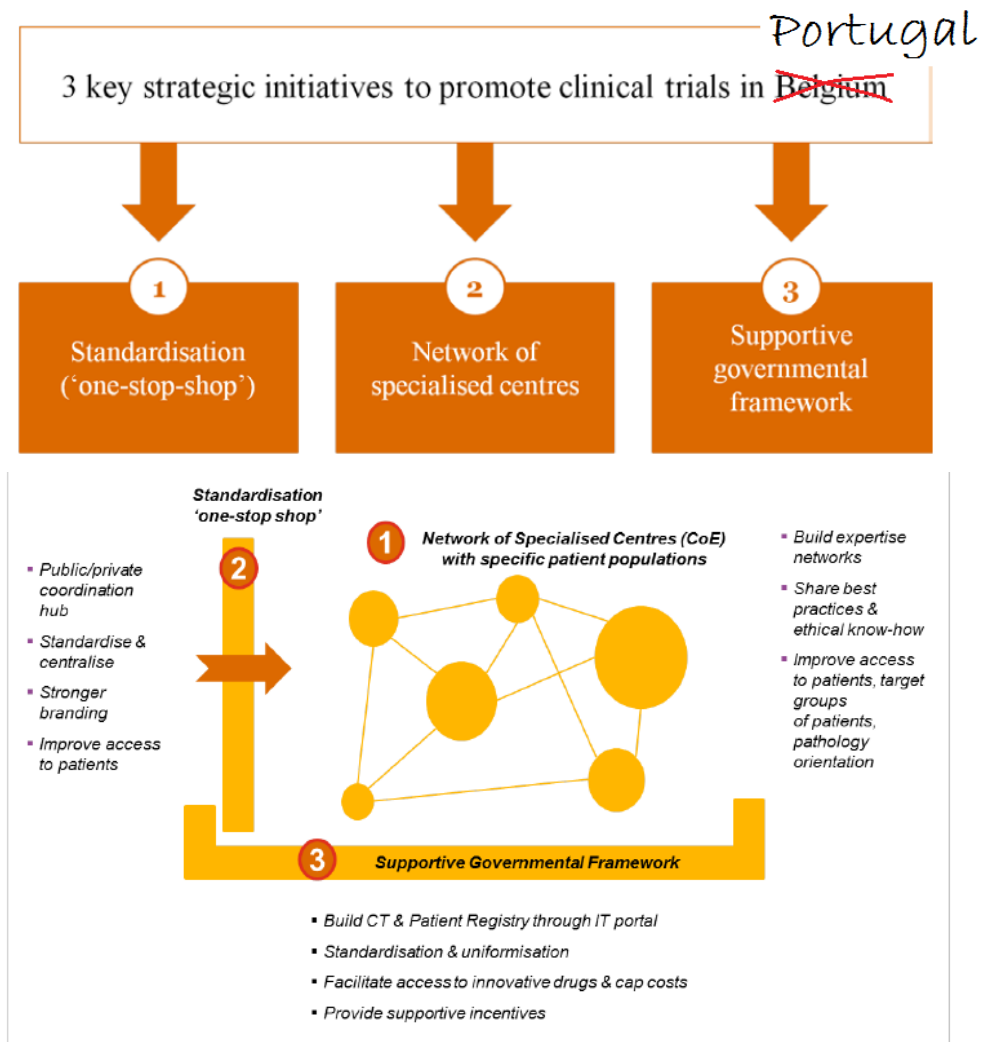 Portugal
3 key strategic initiatives to promote clinical trials in Belgium
1
2
3
Standardisation
('one-stop-shop')
Network of
specialised centres
Supportive
governmental
framework
Standardisation
'one-stop shop'
2
▪ Public/private
coordination
hub
▪ Standardise &
centralise
▪ Stronger
branding
▪ Improve access
to patients
1
Network of Specialised Centres (CoE)
with specific patient populations
▪ Build expertise
networks
▪ Share best
practices &
ethical know-how
▪ Improve access
to patients, target
groups
of patients,
pathology
orientation
3
Supportive Governmental Framework
▪ Build CT & Patient Registry through IT portal
▪ Standardisation & uniformisation
▪ Facilitate access to innovative drugs & cap costs
▪ Provide supportive incentives